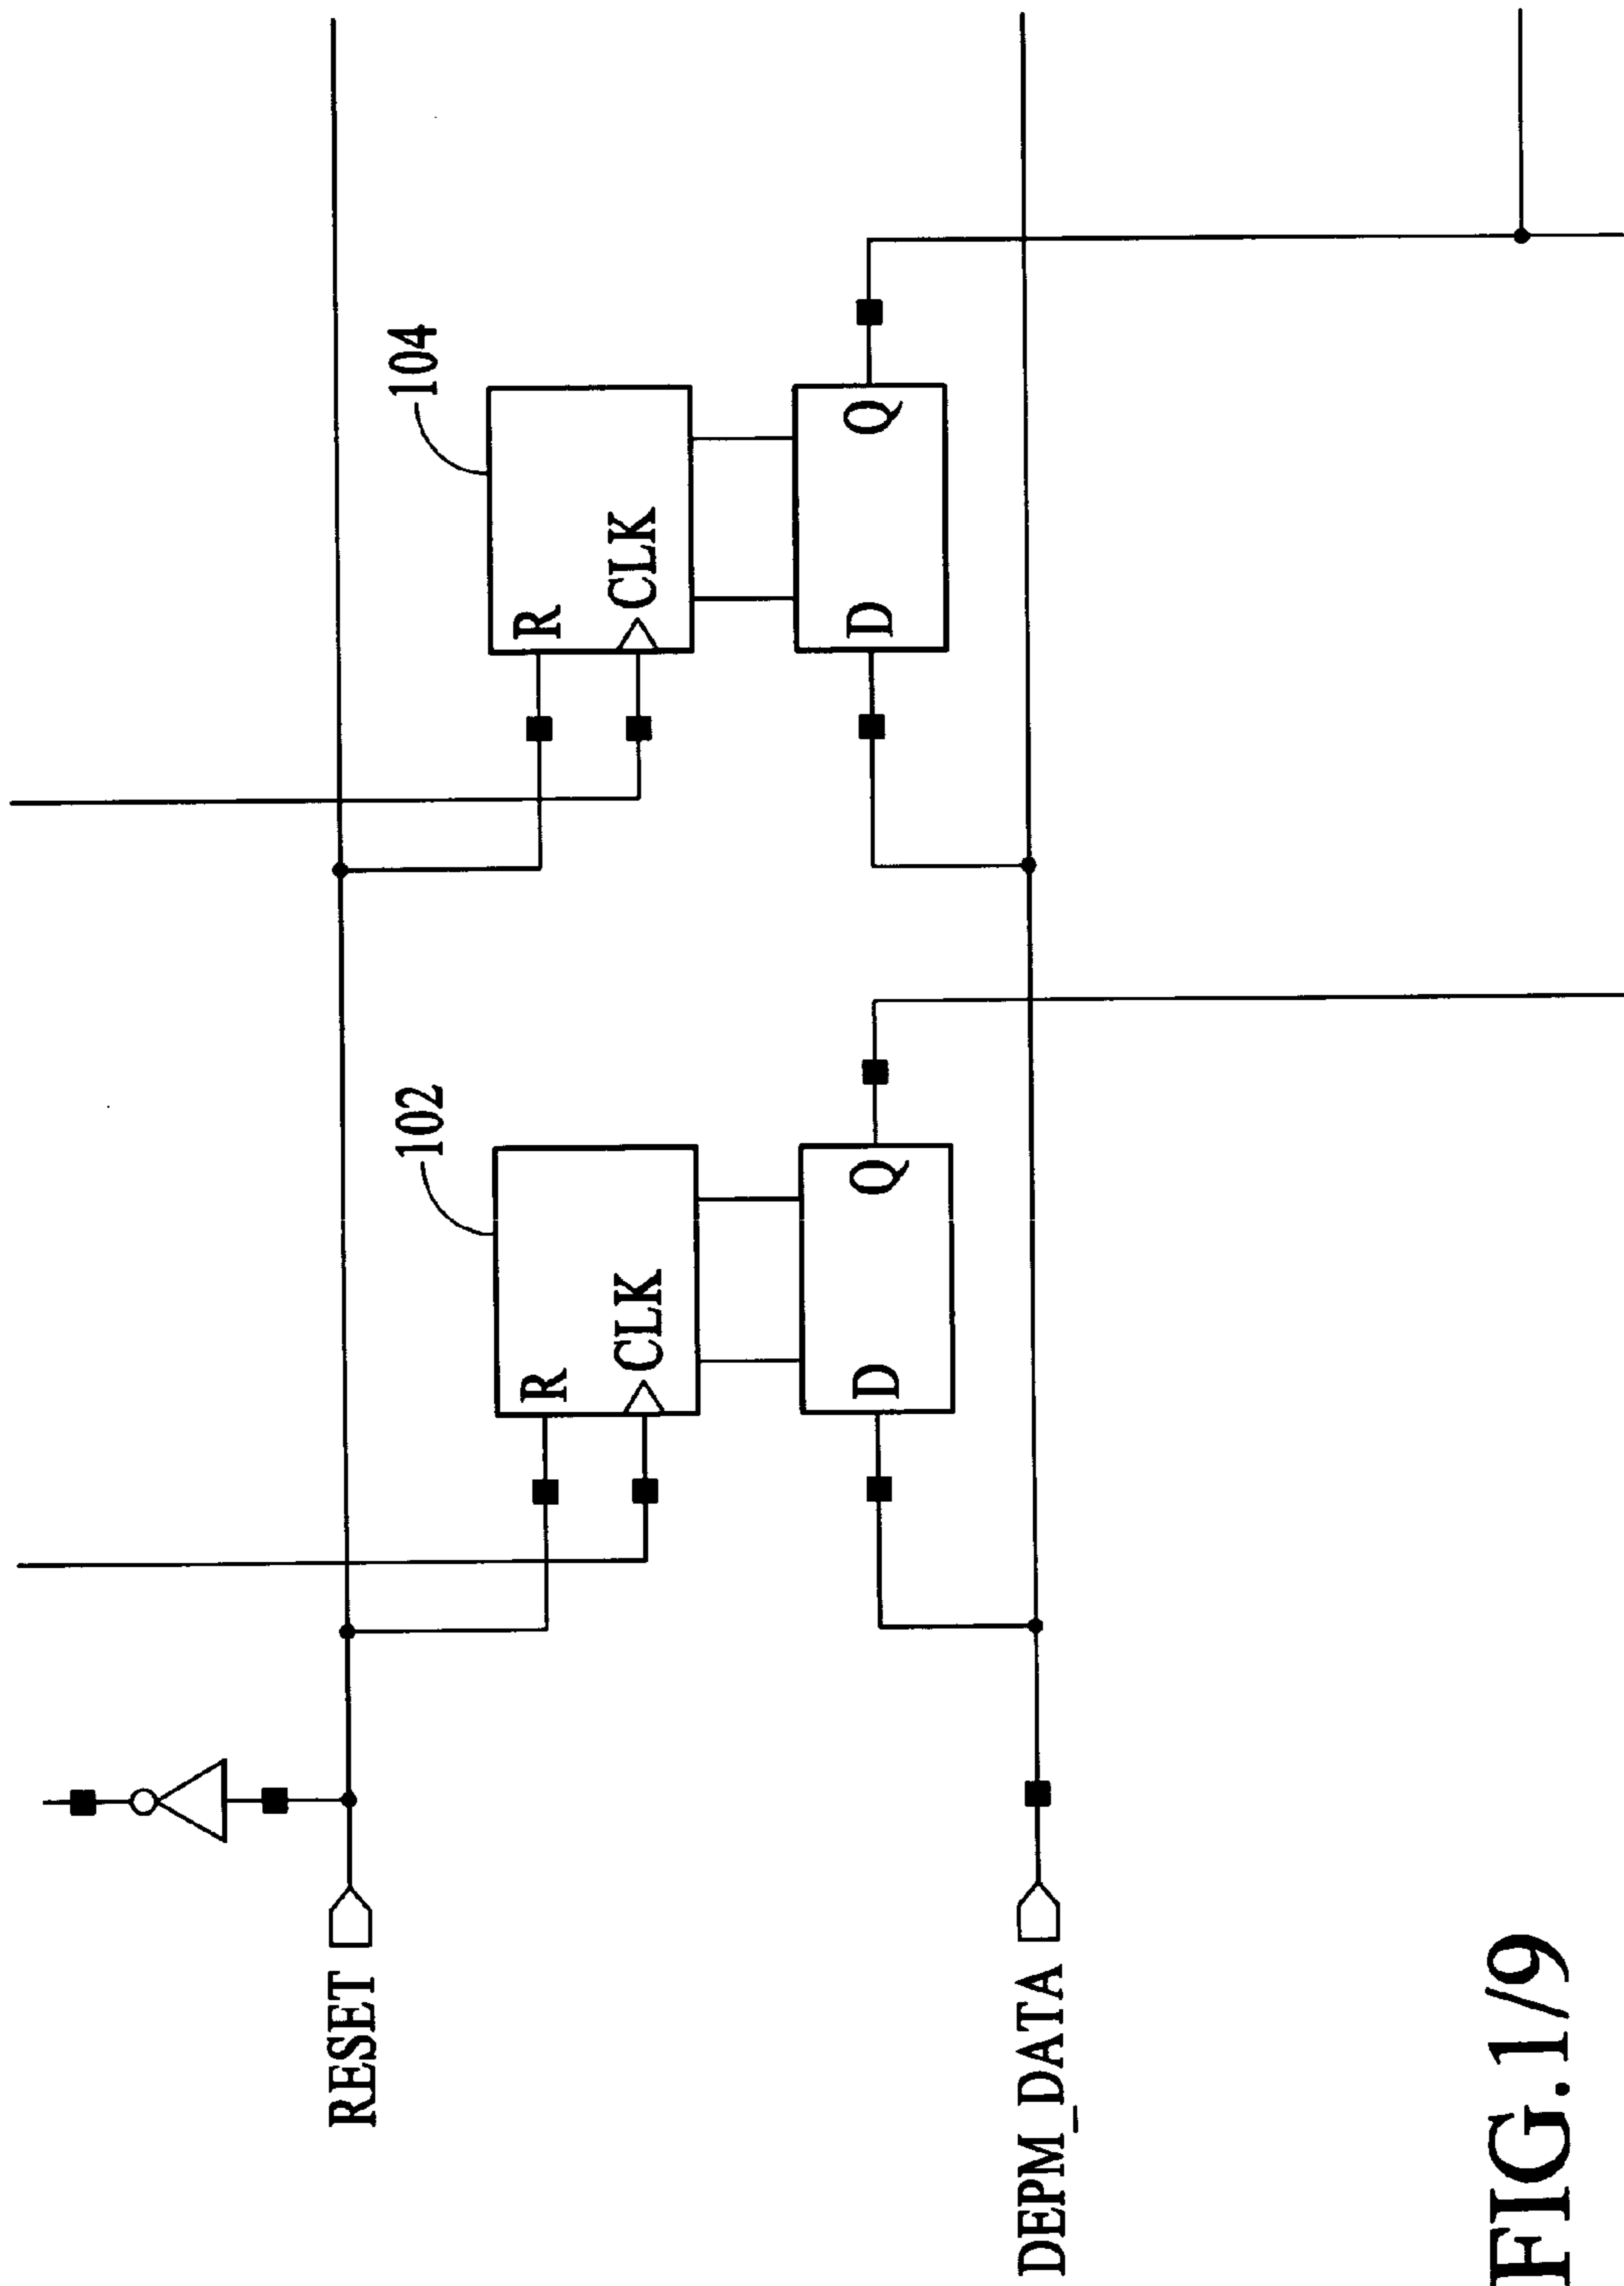 RESET
102
R
CLK
D
Q
104
R
CLK
D
Q
DEPM_DATA
FIG.1/9